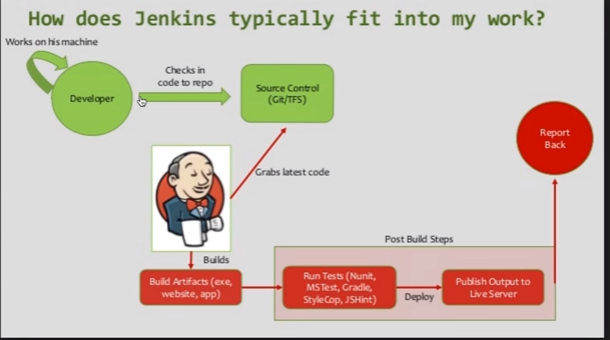 How does Jenkins typically fit into my work?
Works on his machine
Developer
Checks in
code to repo
Source Control
(Git/TFS)
Report
Back
Grabs latest code
Post Build Steps
Builds
Build Artifacts (exe,
website, app)
Run Tests (Nunit,
MSTest, Gradle,
StyleCop, JSHint)
Deploy
Publish Output to
Live Server